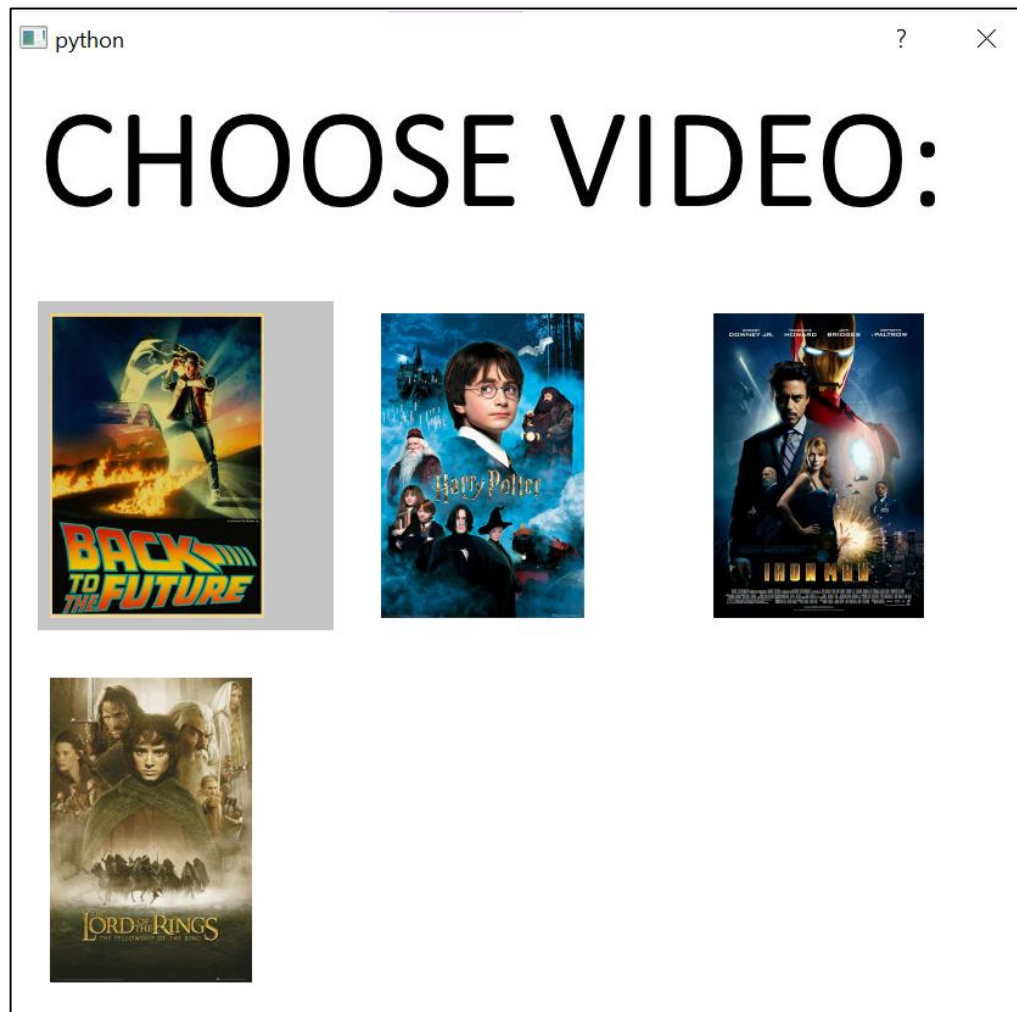 python
?
CHOOSE VIDEO:
BACK
TO THE FUTURE
Harry Potter
DOWNEY JR. HOWARD BRIDGES PALTROW
IRON MAN
THE LORD OF THE RINGS
THE FELLOWSHIP OF THE RING